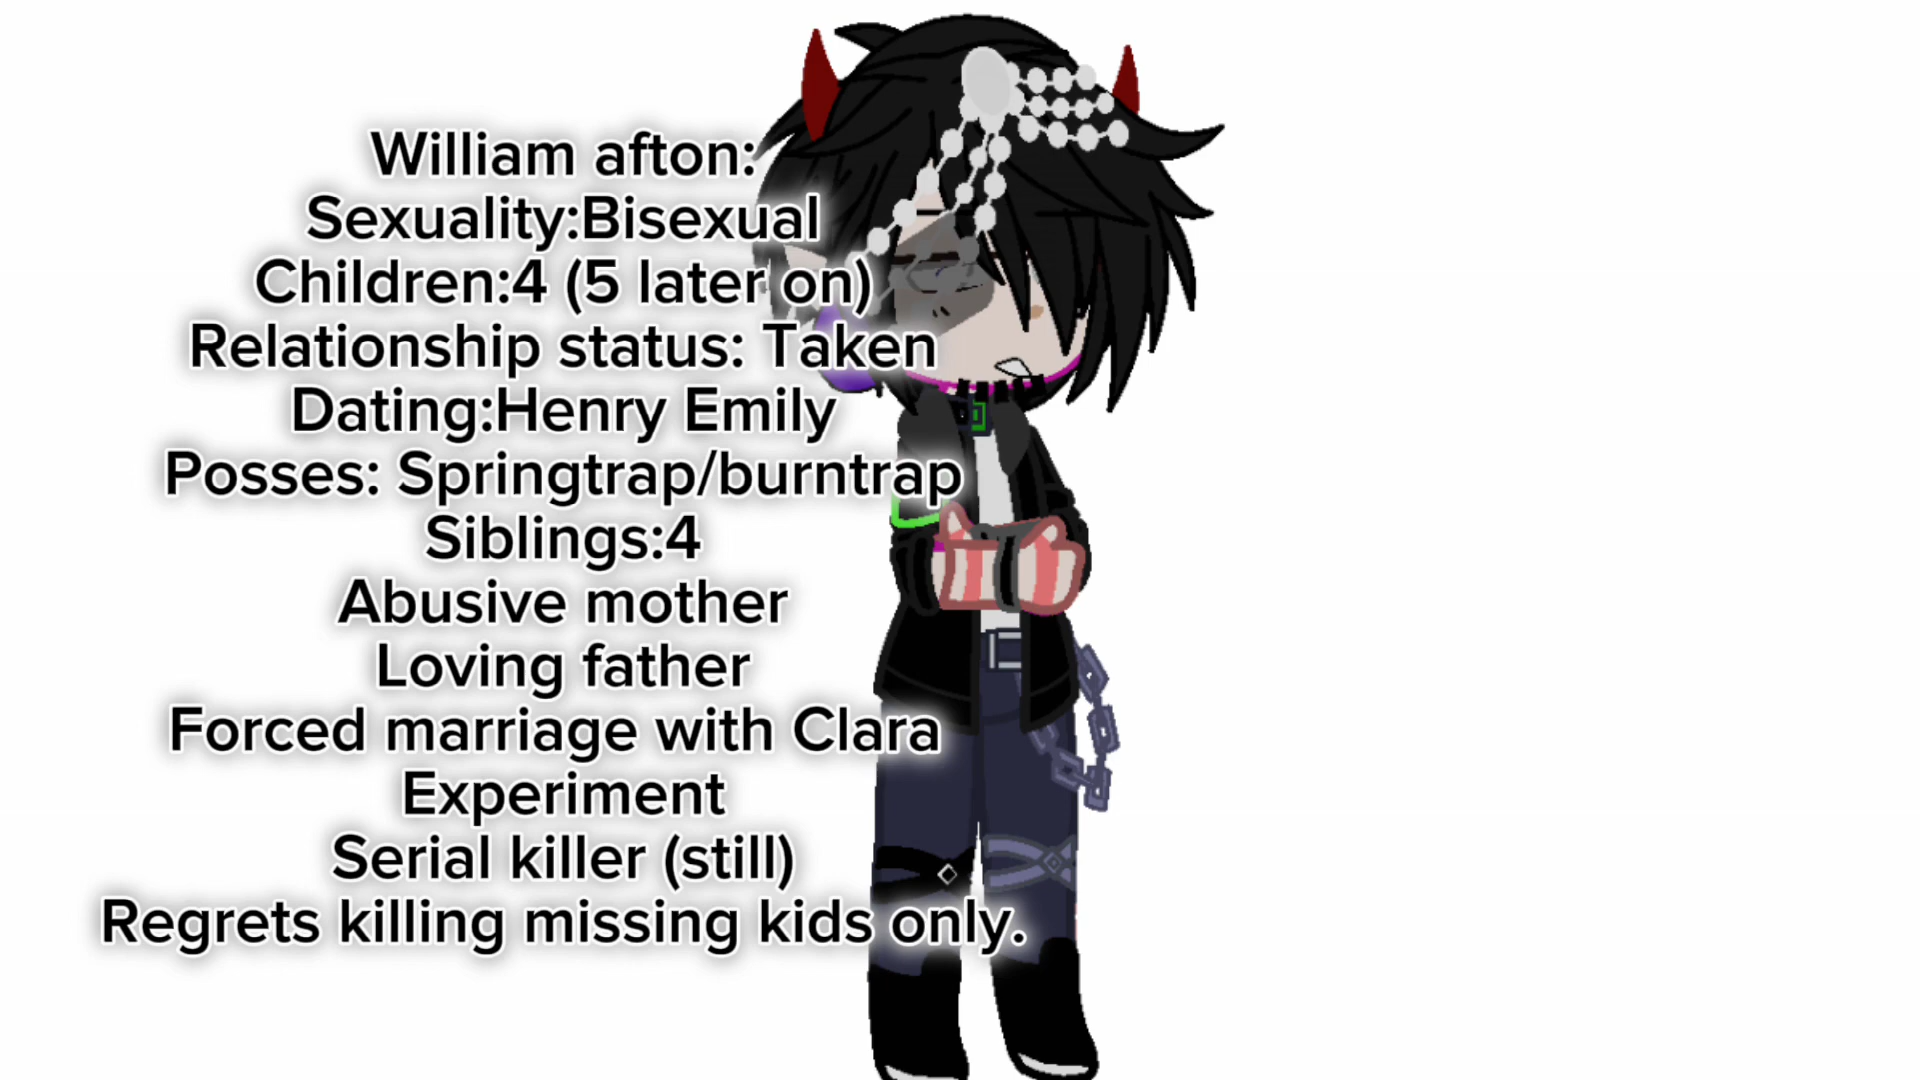 William afton:
Sexuality:Bisexual
Children:4 (5 later on)
Relationship status: Taken
Dating:Henry Emily
Posses: Springtrap/burntrap
Siblings:4
Abusive mother
Loving father
Forced marriage with Clara
Experiment
Serial killer (still)
Regrets killing missing kids only.